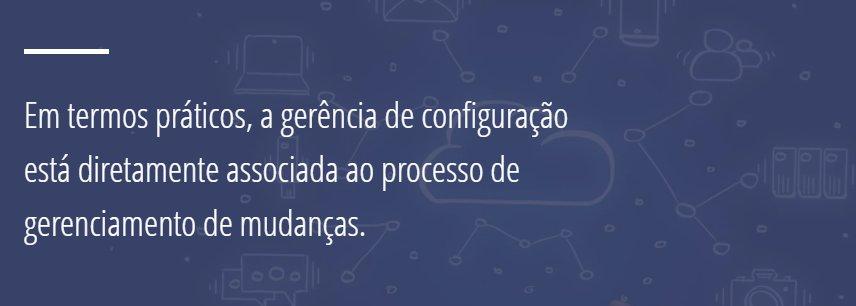 Em termos práticos, a gerência de configuração
está diretamente associada ao processo de
gerenciamento de mudanças.